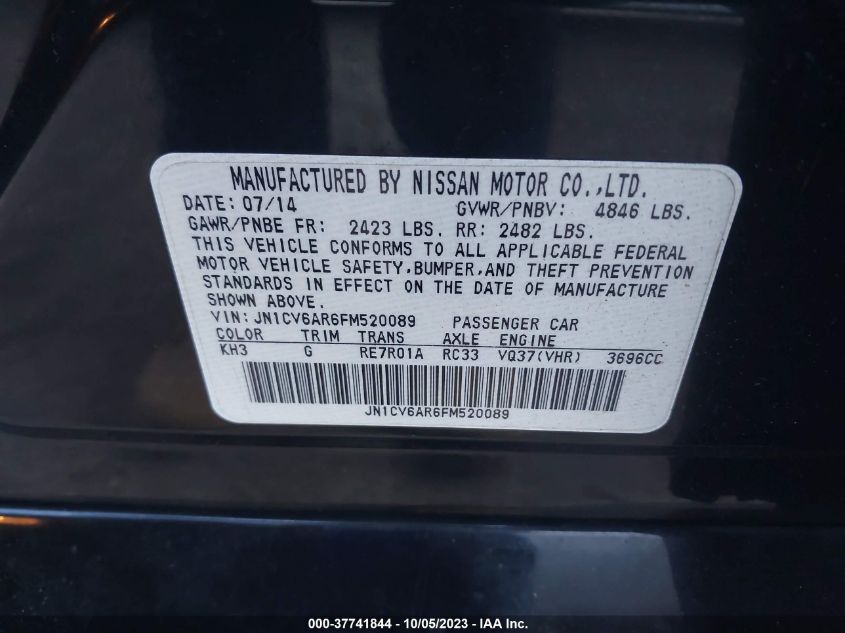 MANUFACTURED BY NISSAN MOTOR CO.,LTD.
DATE: 07/14 GVWR/PNBV: 4846 LBS.
GAWR/PNBE FR: 2423 LBS. RR: 2482 LBS.
THIS VEHICLE CONFORMS TO ALL APPLICABLE FEDERAL
MOTOR VEHICLE SAFETY,BUMPER,AND THEFT PREVENTION
STANDARDS IN EFFECT ON THE DATE OF MANUFACTURE
SHOWN ABOVE.
VIN:JN1CV6AR6FM520089 PASSENGER CAR
COLOR TRIM TRANS AXLE ENGINE
KH3 G RE7R01A RC33 VQ37(VHR) 3696CC
JN1CV6AR6FM520089
000-37741844 - 10/05/2023 - IAA Inc.